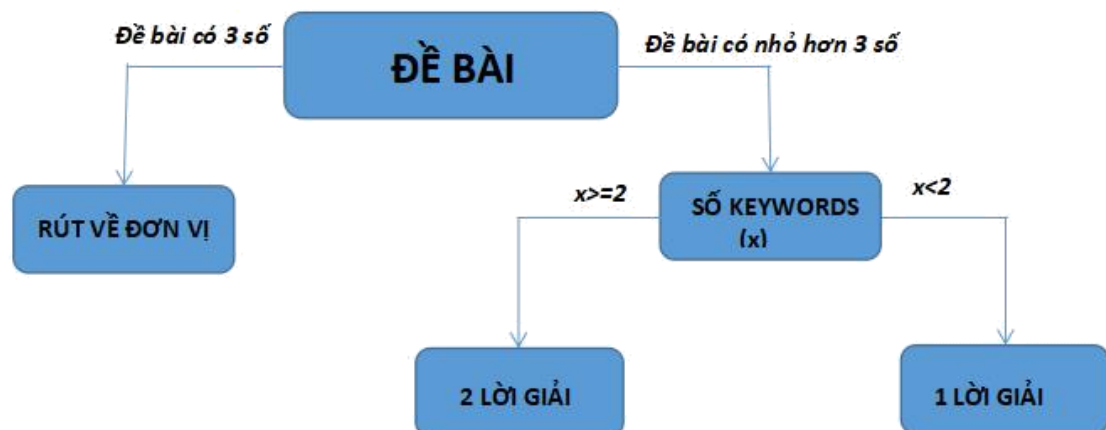 Đề bài có 3 số
ĐỀ BÀI
Đề bài có nhỏ hơn 3 số
RÚT VỀ ĐƠN VỊ
x>=2
SỐ KEYWORDS
(x)
x<2
2 LỜI GIẢI
1 LỜI GIẢI